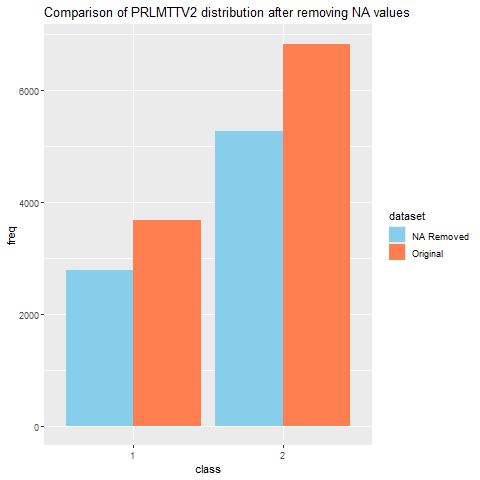 Comparison of PRLMTTV2 distribution after removing NA values
6000
4000
2000
0
freq
1
2
class
dataset
NA Removed
Original